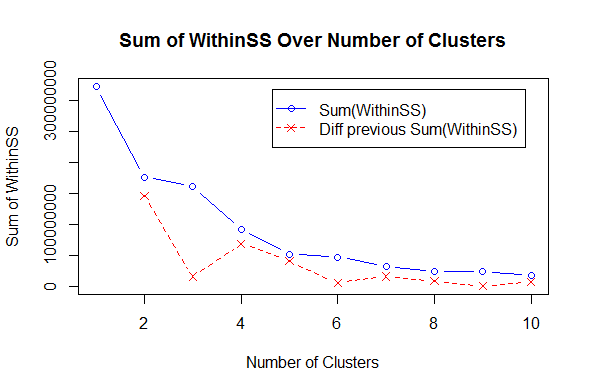 Sum of WithinSS Over Number of Clusters
Sum(WithinSS)
Diff previous Sum(WithinSS)
Sum of WithinSS
300000000
100000000
0
2 4 6 8 10
Number of Clusters